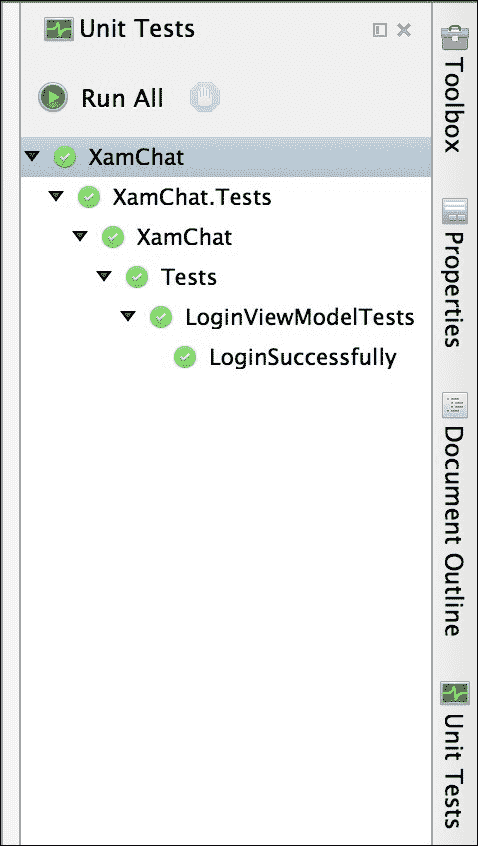 Unit Tests
Run All
XamChat
XamChat.Tests
XamChat
Tests
LoginViewModelTests
LoginSuccessfully
Toolbox
Properties
Document Outline
Unit Tests